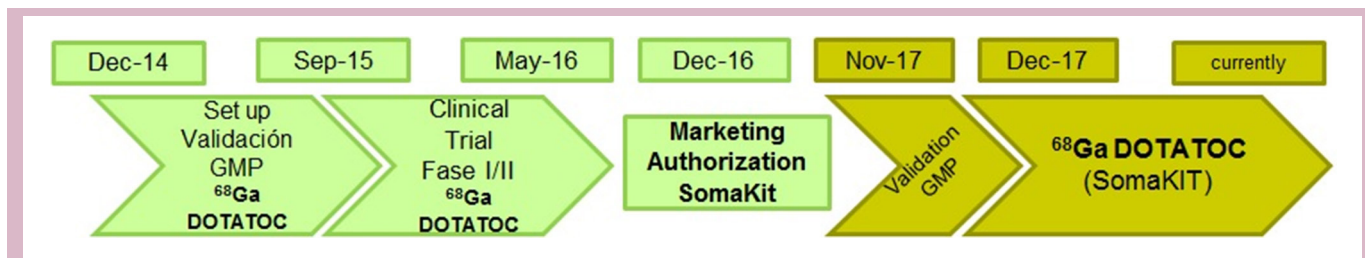 Dec-14
Sep-15
May-16
Dec-16
Nov-17
Dec-17
currently
Set up
Validación
GMP
⁶⁸Ga
DOTATOC
Clinical
Trial
Fase I/II
⁶⁸Ga
DOTATOC
Marketing
Authorization
SomaKit
Validation
GMP
⁶⁸Ga DOTATOC
(SomaKIT)